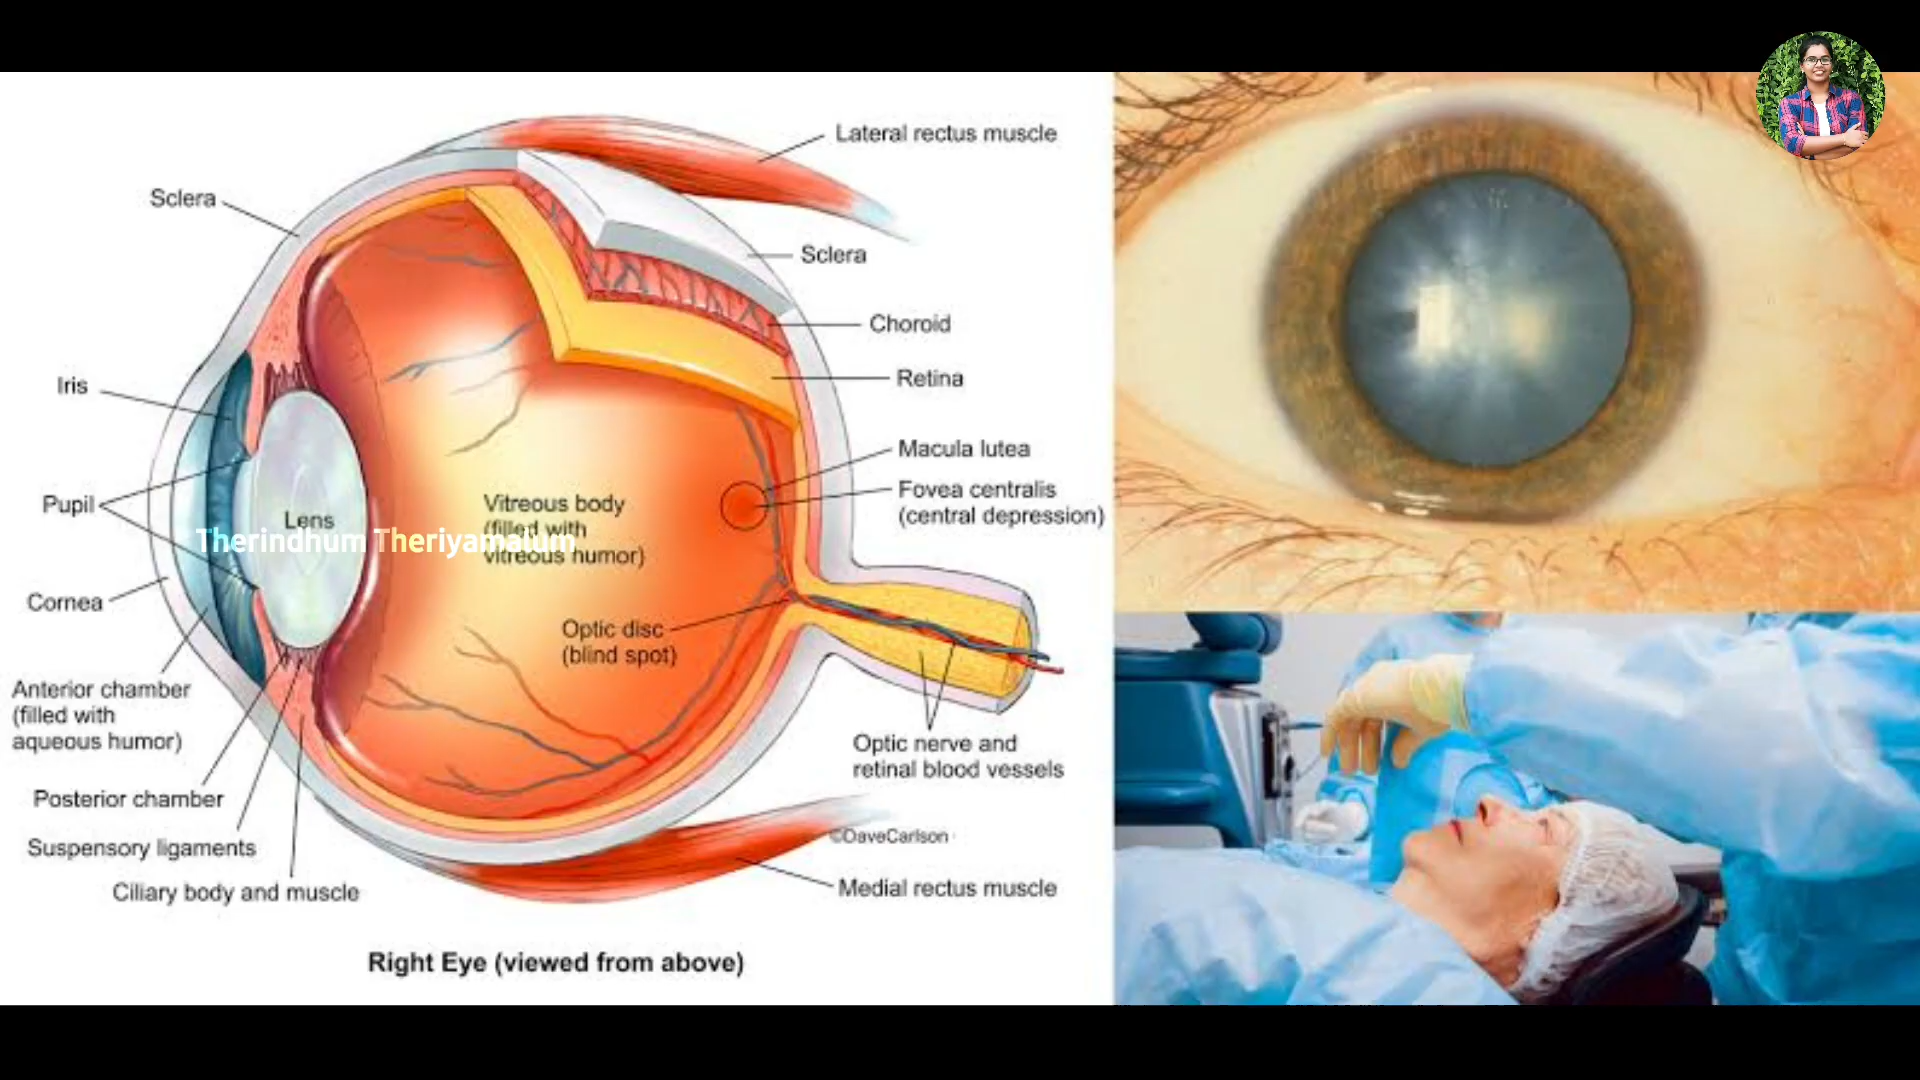 Lateral rectus muscle
Sclera
Sclera
Choroid
Iris
Retina
Macula lutea
Fovea centralis
(central depression)
Pupil
Lens
Vitreous body
(filled with
vitreous humor)
Therindhum Theriyamalum
Cornea
Optic disc
(blind spot)
Anterior chamber
(filled with
aqueous humor)
Optic nerve and
retinal blood vessels
Posterior chamber
Suspensory ligaments
©DaveCarlson
Ciliary body and muscle
Medial rectus muscle
Right Eye (viewed from above)